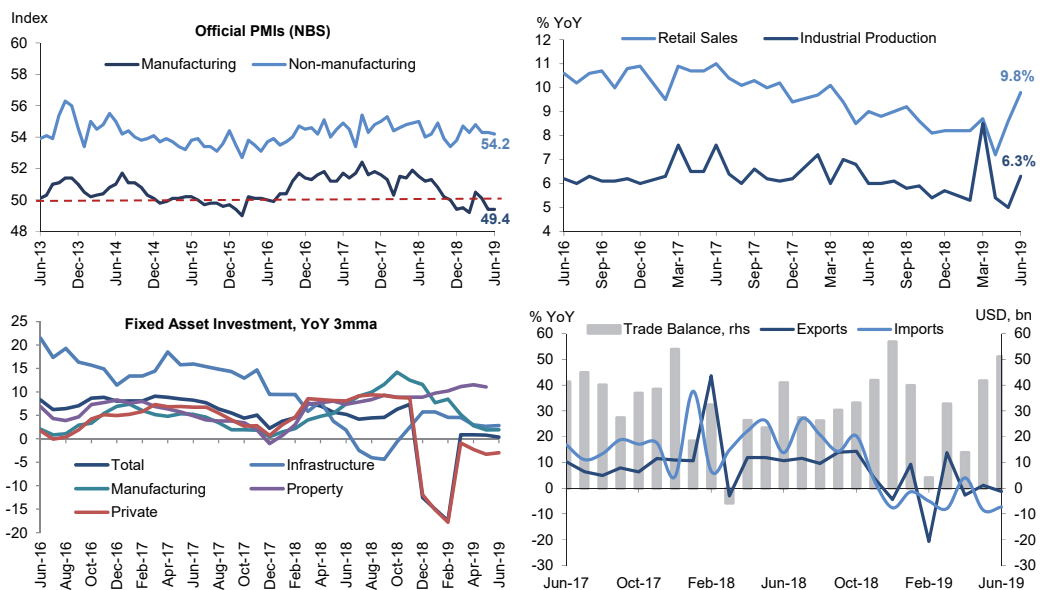 Index
Official PMIs (NBS)
60
58
56
54
52
50
48
Manufacturing
Non-manufacturing
54.2
49.4
Jun-13
Dec-13
Jun-14
Dec-14
Jun-15
Dec-15
Jun-16
Dec-16
Jun-17
Dec-17
Jun-18
Dec-18
Jun-19
% YoY
12
11
10
9
8
7
6
5
4
Retail Sales
Industrial Production
9.8%
6.3%
Jun-16
Sep-16
Dec-16
Mar-17
Jun-17
Sep-17
Dec-17
Mar-18
Jun-18
Sep-18
Dec-18
Mar-19
Jun-19
Fixed Asset Investment, YoY 3mma
25
20
15
10
5
0
-5
-10
-15
-20
Total
Infrastructure
Manufacturing
Property
Private
Jun-16
Aug-16
Oct-16
Dec-16
Feb-17
Apr-17
Jun-17
Aug-17
Oct-17
Dec-17
Feb-18
Apr-18
Jun-18
Aug-18
Oct-18
Dec-18
Feb-19
Apr-19
Jun-19
% YoY
USD, bn
Trade Balance, rhs
Exports
Imports
60
50
40
30
20
10
0
-10
-20
-30
60
50
40
30
20
10
0
-10
-20
-30
Jun-17
Oct-17
Feb-18
Jun-18
Oct-18
Feb-19
Jun-19